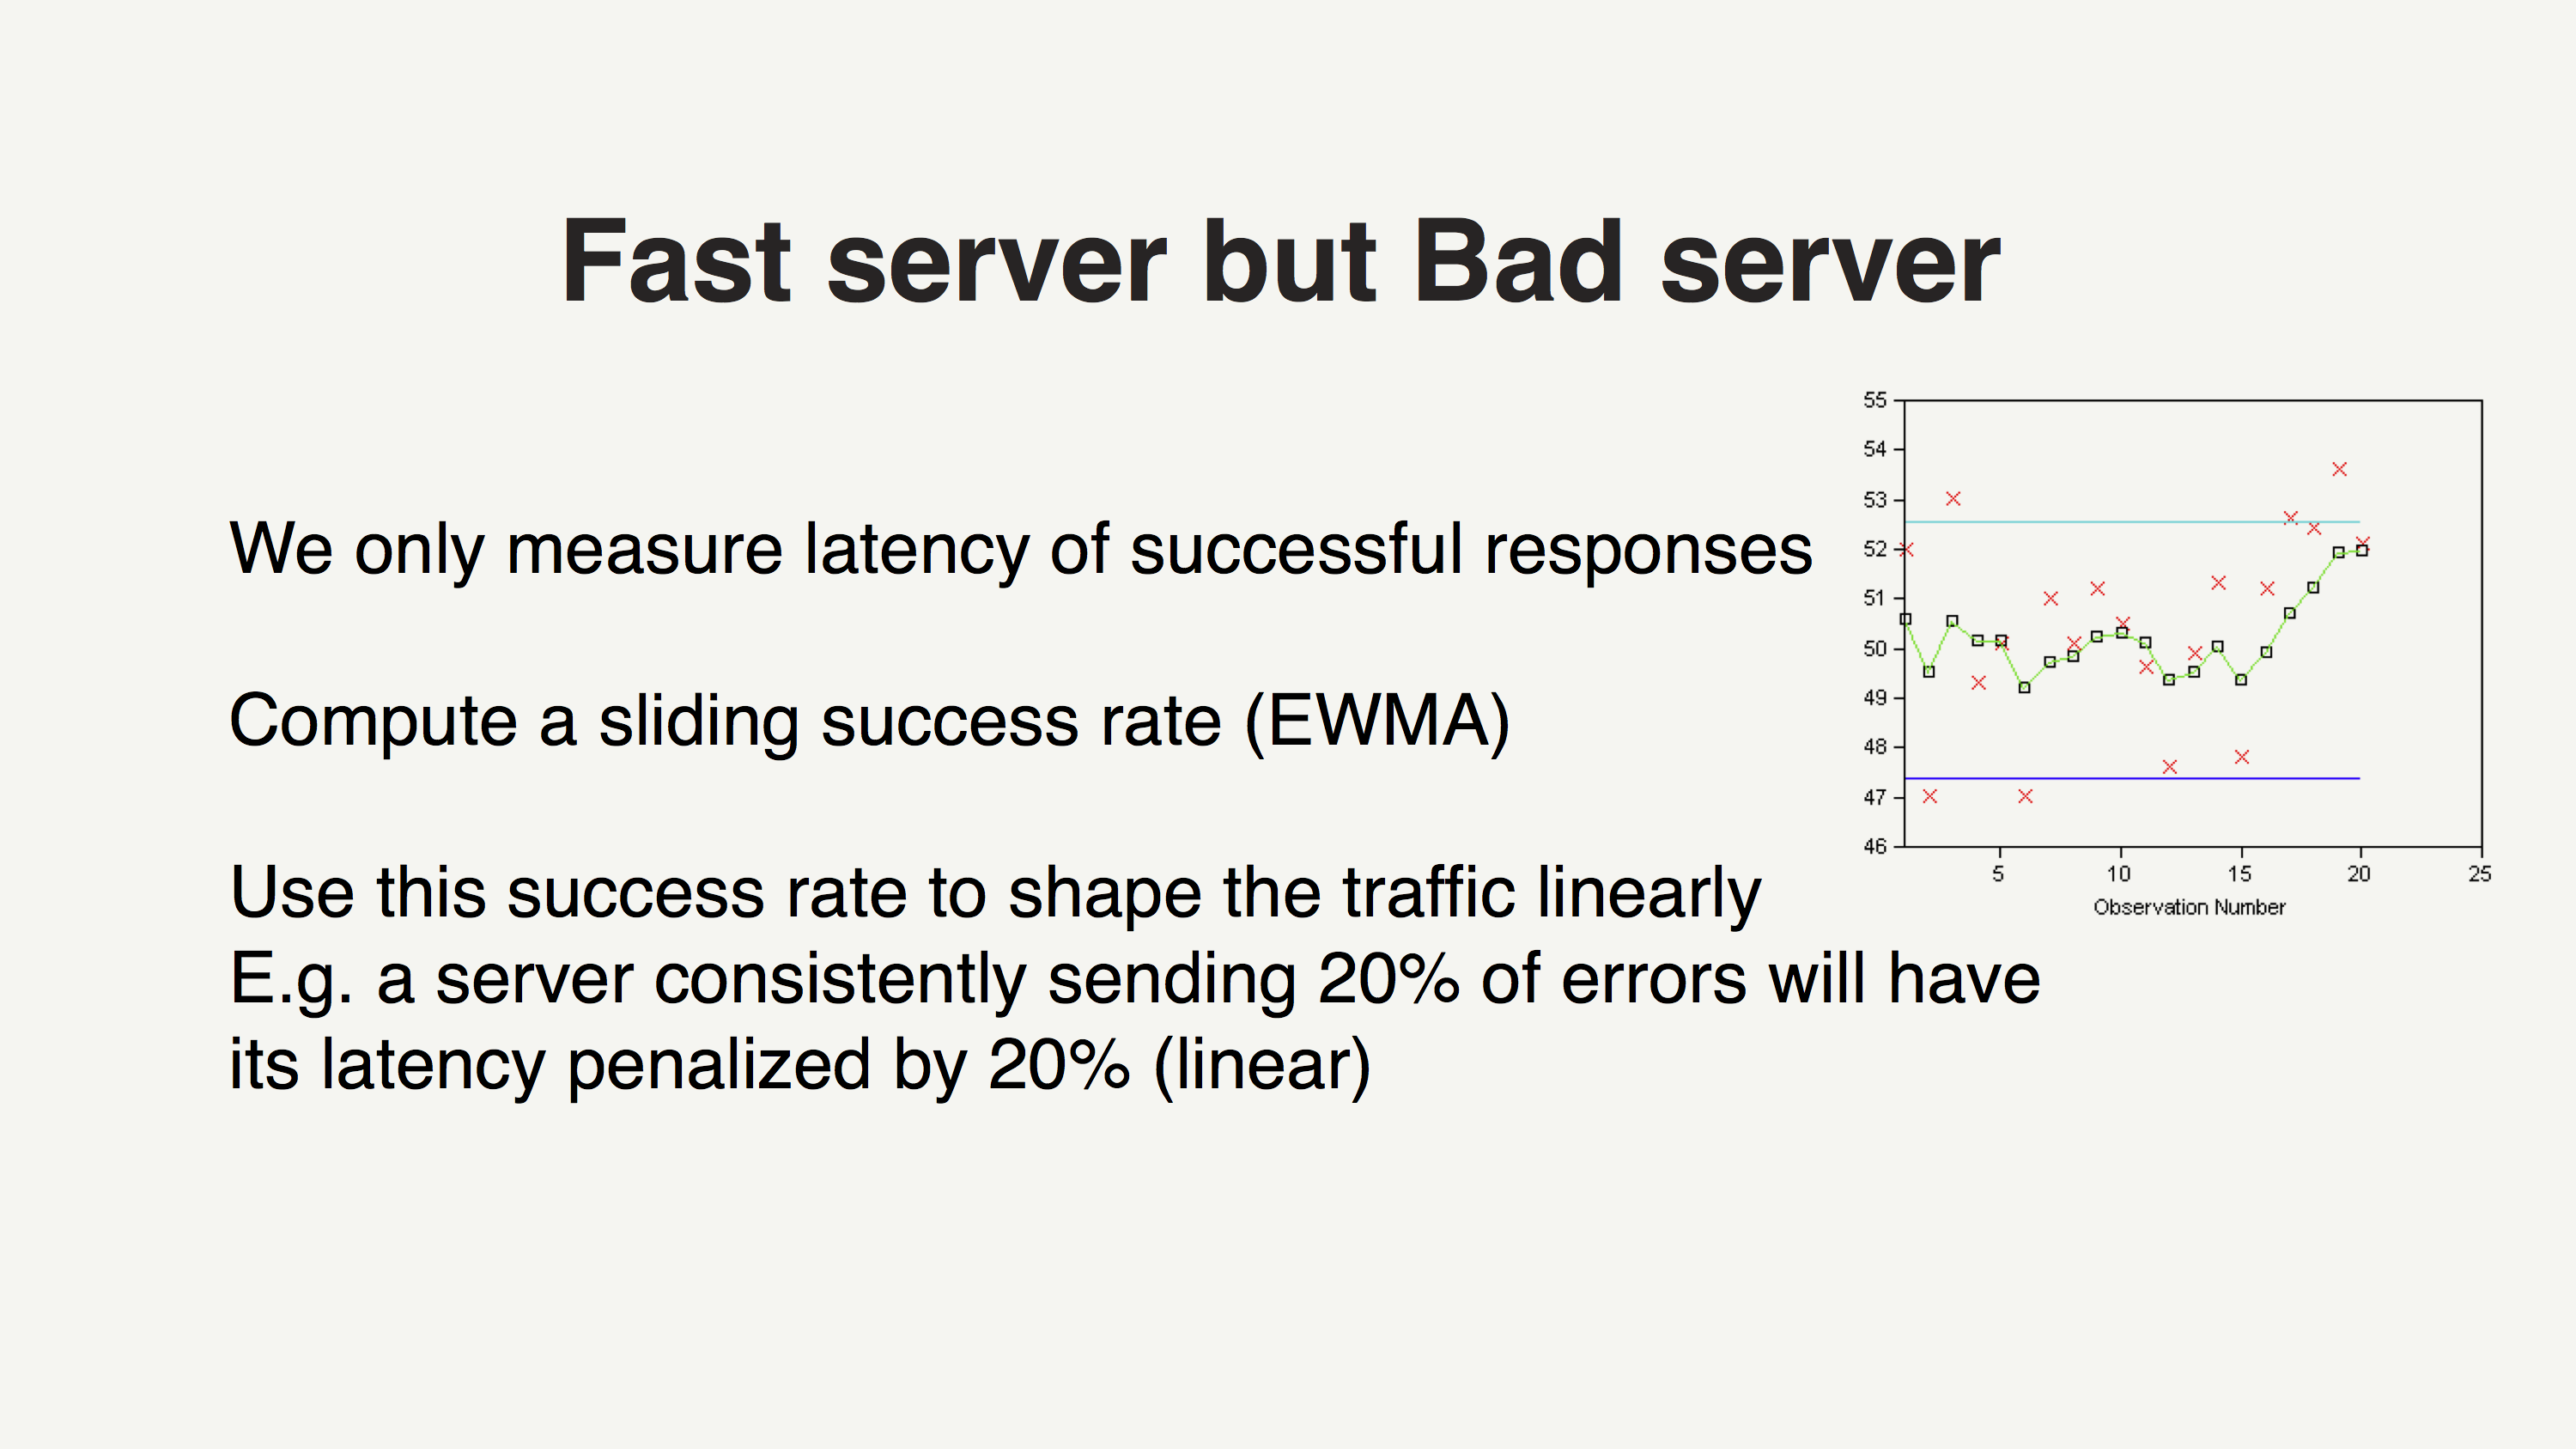 Fast server but Bad server
We only measure latency of successful responses
Compute a sliding success rate (EWMA)
Use this success rate to shape the traffic linearly
E.g. a server consistently sending 20% of errors will have
its latency penalized by 20% (linear)
55
54
53
52
51
50
49
48
47
46
5 10 15 20 25
Observation Number